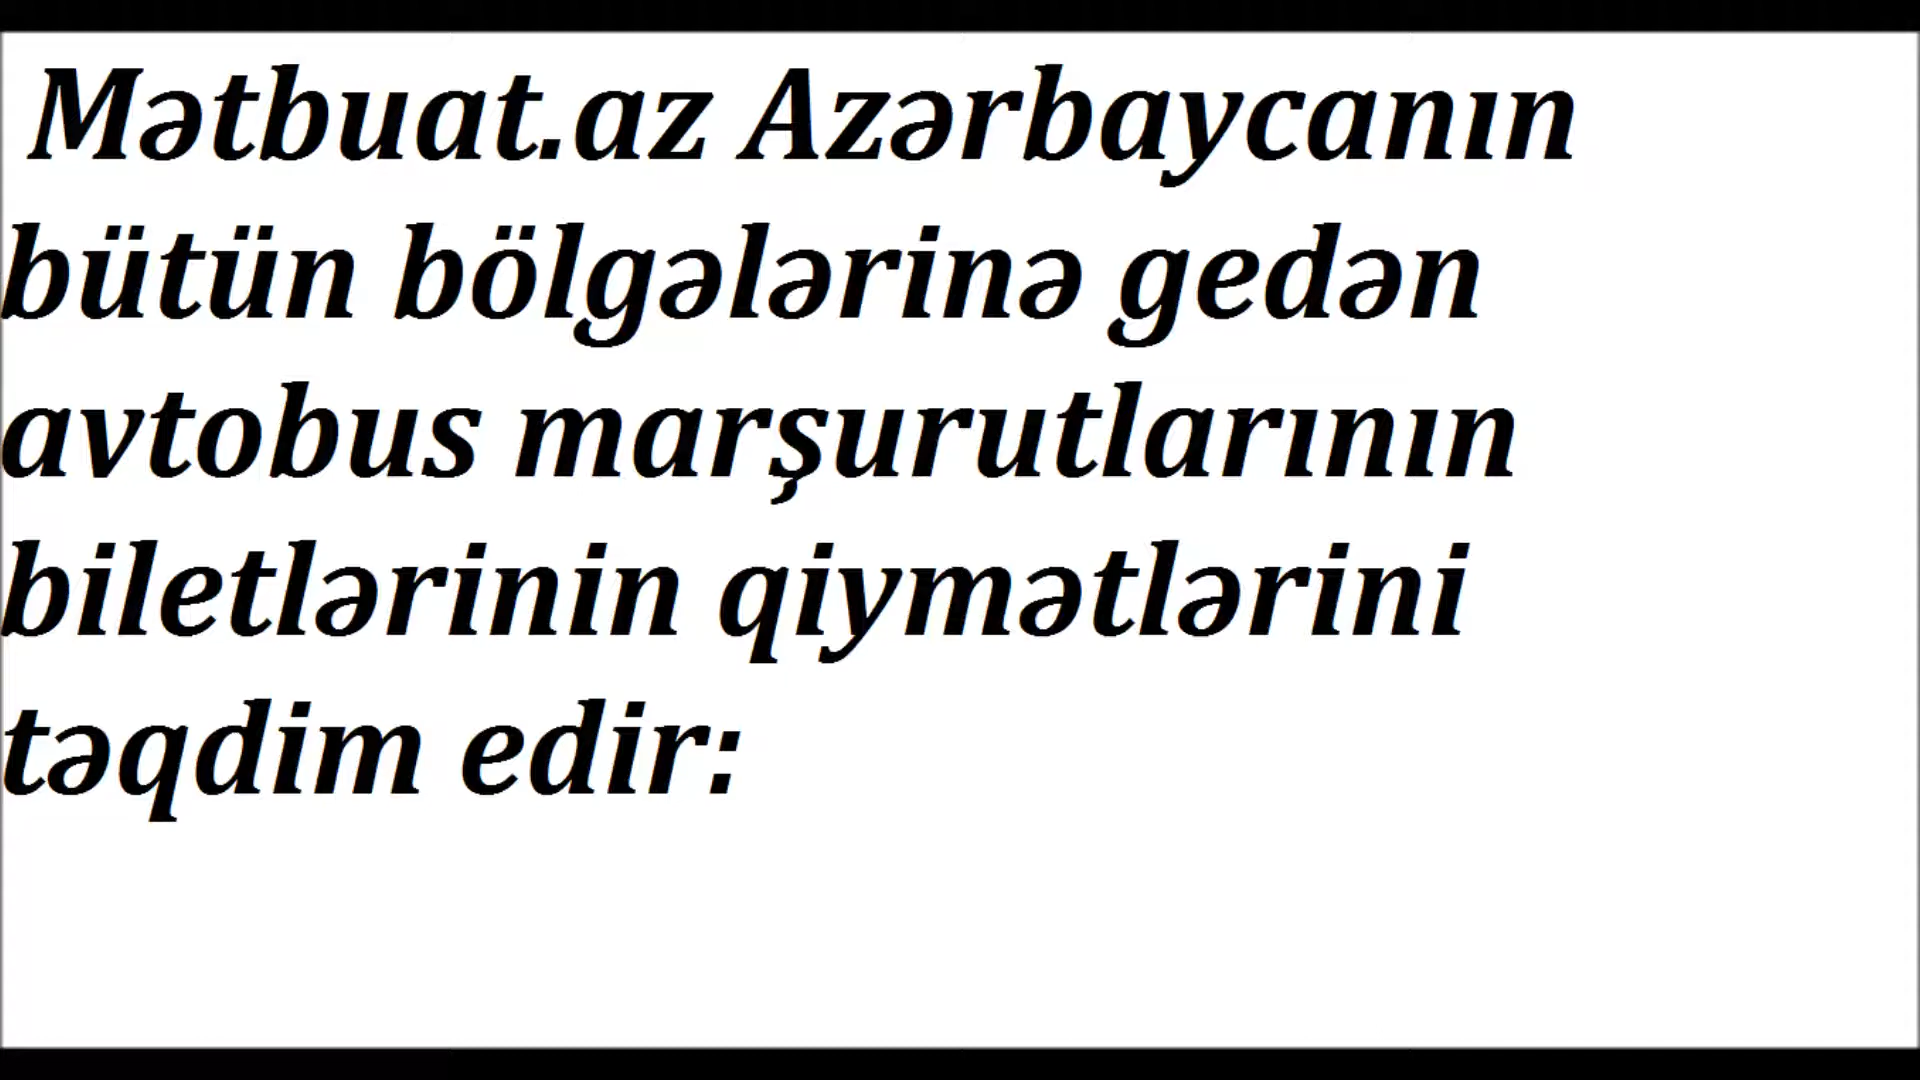 Mətbuat.az Azərbaycanın
bütün bölgələrinə gedən
avtobus marşurutlarının
biletlərinin qiymətlərini
təqdim edir: